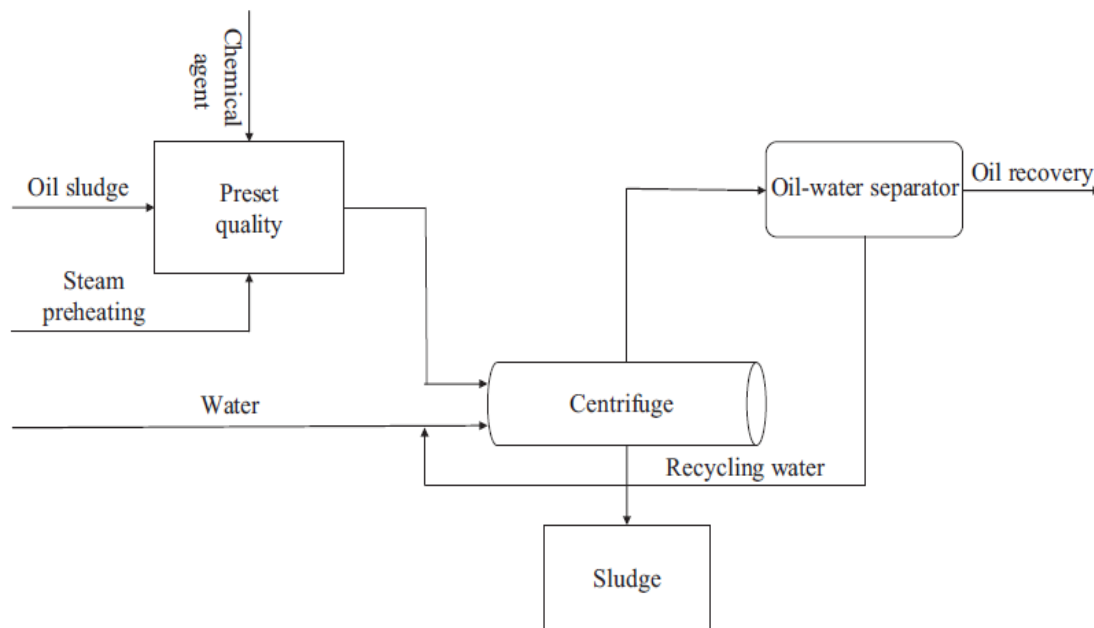 Chemical
agent
Oil sludge
Preset
quality
Steam
preheating
Oil-water separator
Oil recovery
Water
Centrifuge
Recycling water
Sludge